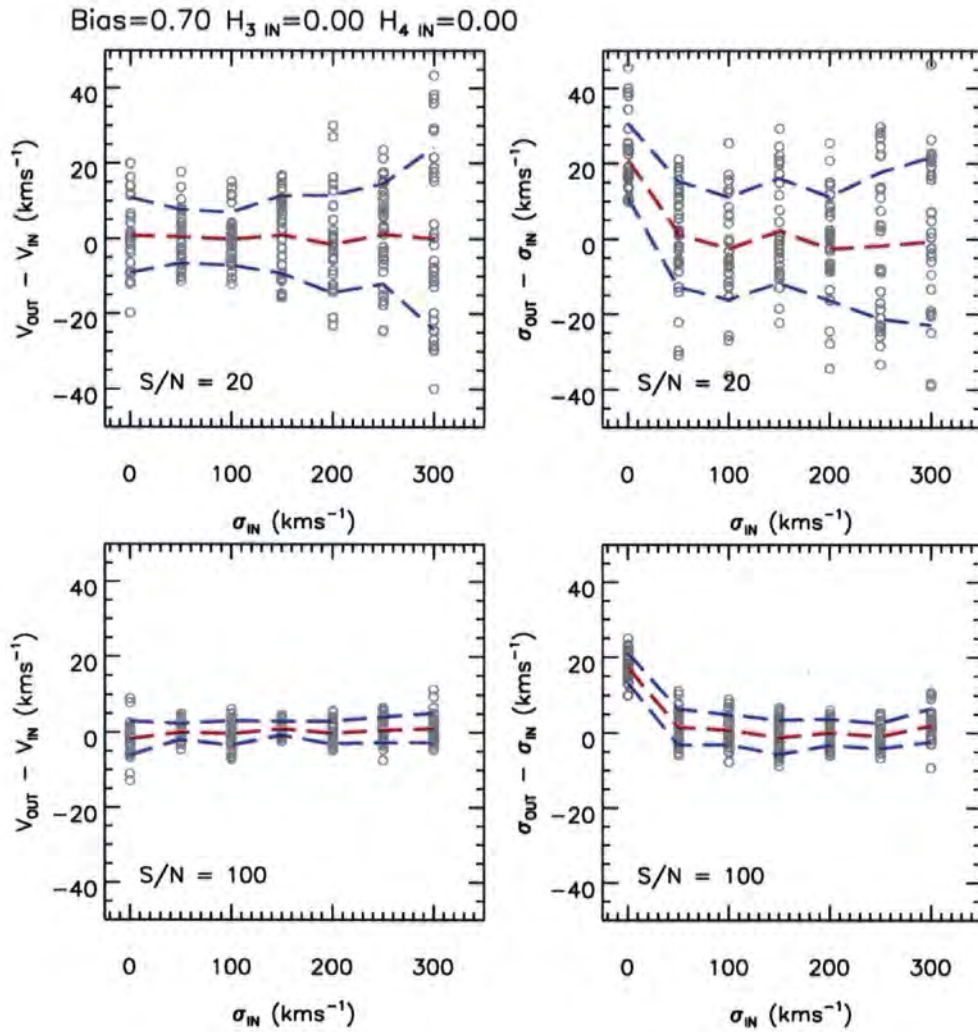 Bias=0.70 H3 IN=0.00 H4 IN=0.00
VOUT − VIN (kms⁻¹)
40
20
0
−20
−40
S/N = 20
0 100 200 300
σIN (kms⁻¹)
σOUT − σIN (kms⁻¹)
40
20
0
−20
−40
S/N = 20
0 100 200 300
σIN (kms⁻¹)
VOUT − VIN (kms⁻¹)
40
20
0
−20
−40
S/N = 100
0 100 200 300
σIN (kms⁻¹)
σOUT − σIN (kms⁻¹)
40
20
0
−20
−40
S/N = 100
0 100 200 300
σIN (kms⁻¹)